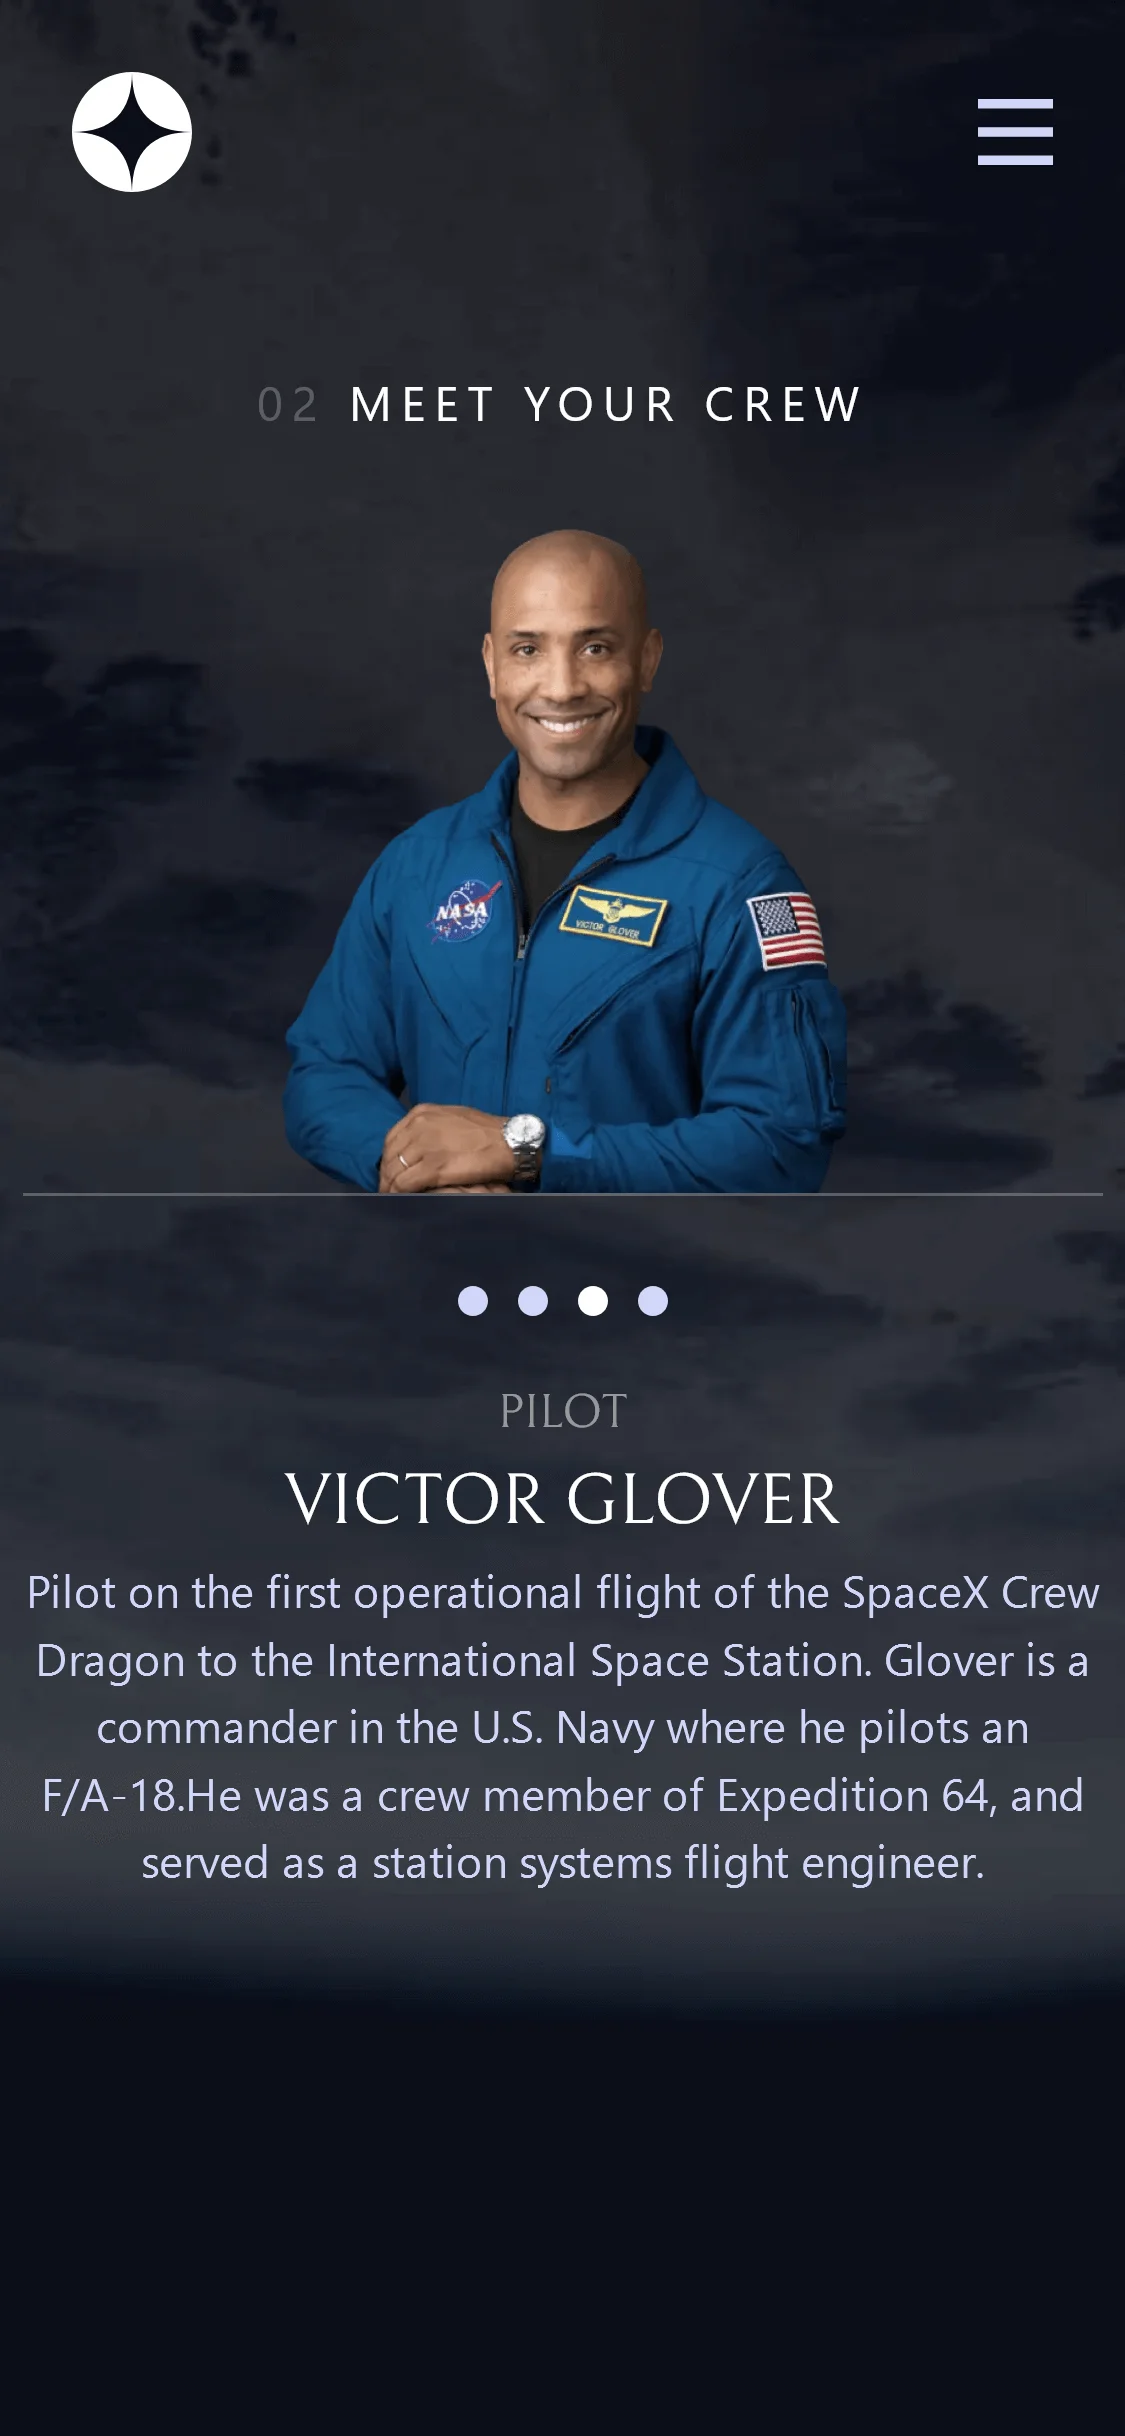 02 MEET YOUR CREW
NASA
VICTOR GLOVER
PILOT
VICTOR GLOVER
Pilot on the first operational flight of the SpaceX Crew
Dragon to the International Space Station. Glover is a
commander in the U.S. Navy where he pilots an
F/A-18.He was a crew member of Expedition 64, and
served as a station systems flight engineer.